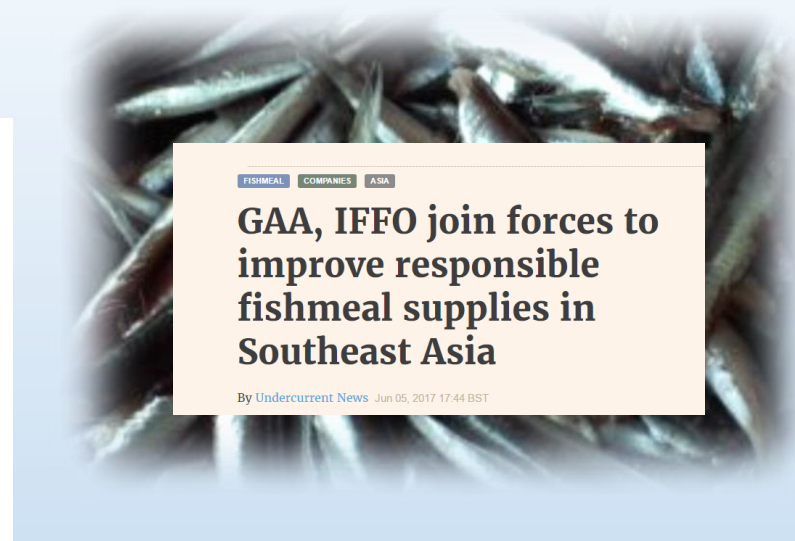 FISHMEAL COMPANIES ASIA
GAA, IFFO join forces to
improve responsible
fishmeal supplies in
Southeast Asia
By Undercurrent News Jun 05, 2017 17:44 BST